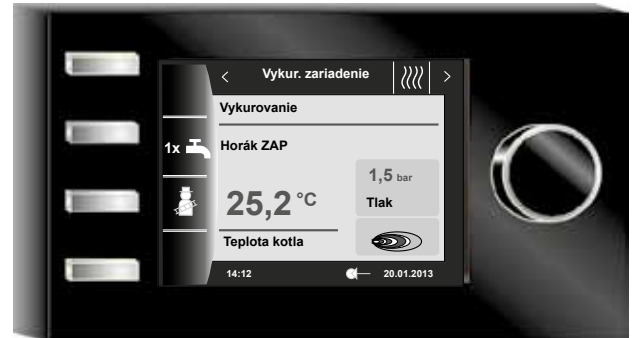 Vykur. zariadenie
Vykurovanie
1x
Horák ZAP
1,5 bar
25,2 °C
Tlak
Teplota kotla
14:12
20.01.2013